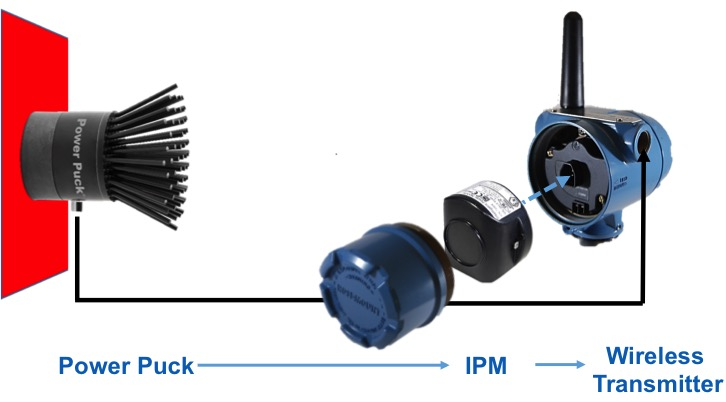 Power Puck
Power Puck
IPM
Wireless
Transmitter